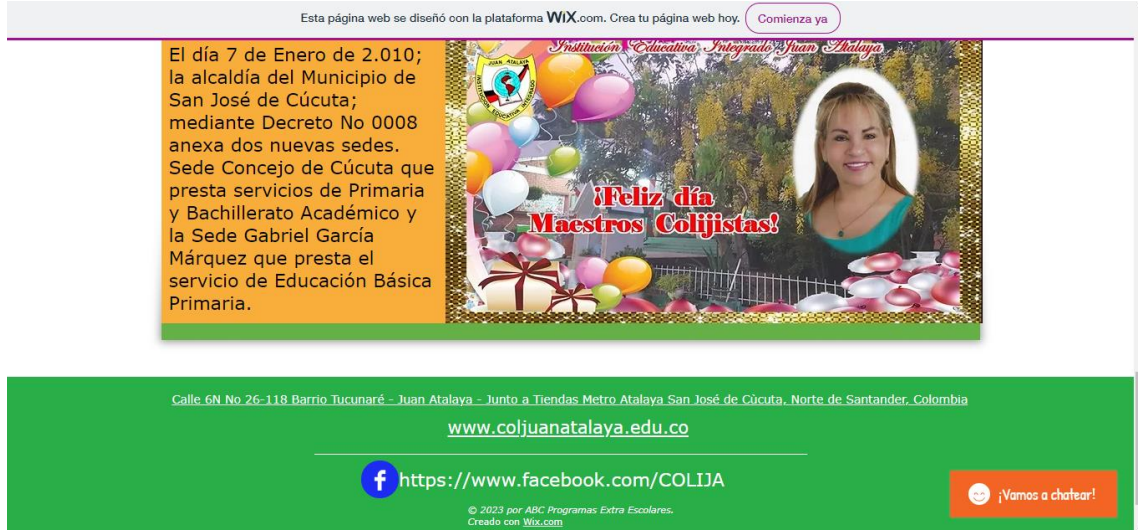 Esta página web se diseñó con la plataforma WiX.com. Crea tu página web hoy. Comienza ya
El día 7 de Enero de 2.010;
la alcaldía del Municipio de
San José de Cúcuta;
mediante Decreto No 0008
anexa dos nuevas sedes.
Sede Concejo de Cúcuta que
presta servicios de Primaria
y Bachillerato Académico y
la Sede Gabriel García
Márquez que presta el
servicio de Educación Básica
Primaria.
Institución Educativa Integrado Juan Atalaya
JUAN ATALAYA
INSTITUCION EDUCATIVA INTEGRADO
¡Feliz día
Maestros Colijistas!
Calle 6N No 26-118 Barrio Tucunaré - Juan Atalaya - Junto a Tiendas Metro Atalaya San José de Cùcuta, Norte de Santander, Colombia
www.coljuanatalaya.edu.co
f https://www.facebook.com/COLIJA
© 2023 por ABC Programas Extra Escolares.
Creado con Wix.com
¡Vamos a chatear!